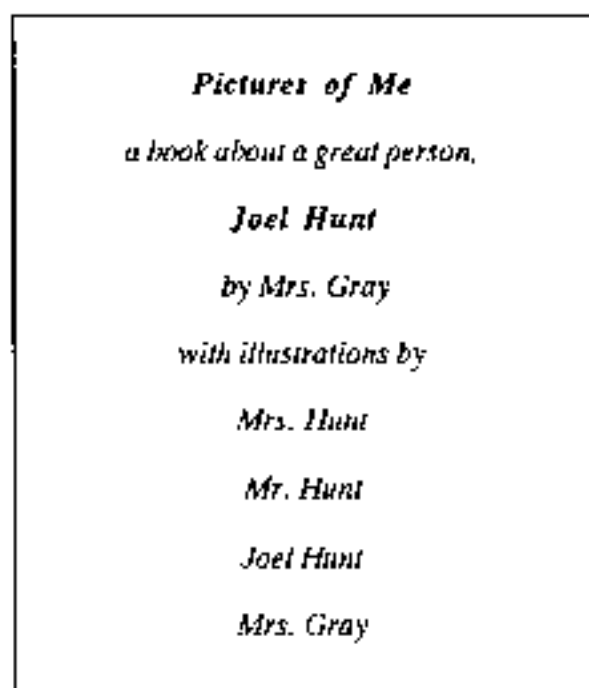 Pictures of Me
a book about a great person,
Joel Hunt
by Mrs. Gray
with illustrations by
Mrs. Hunt
Mr. Hunt
Joel Hunt
Mrs. Gray